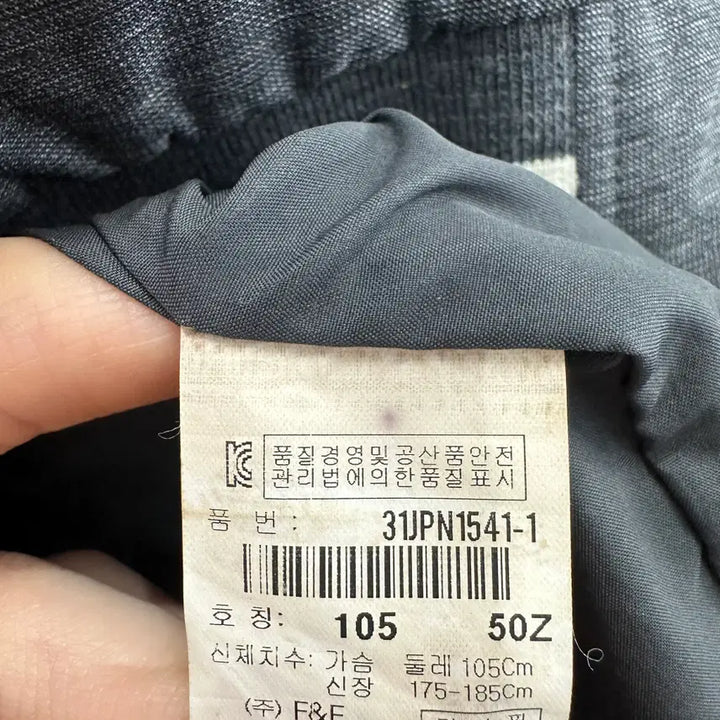 품질경영및공산품안전
관리법에의한품질표시
품 번 : 31JPN1541-1
호 칭: 105 50Z
신체치수: 가슴 둘레 105Cm
신장 175-185Cm
(주) F&F